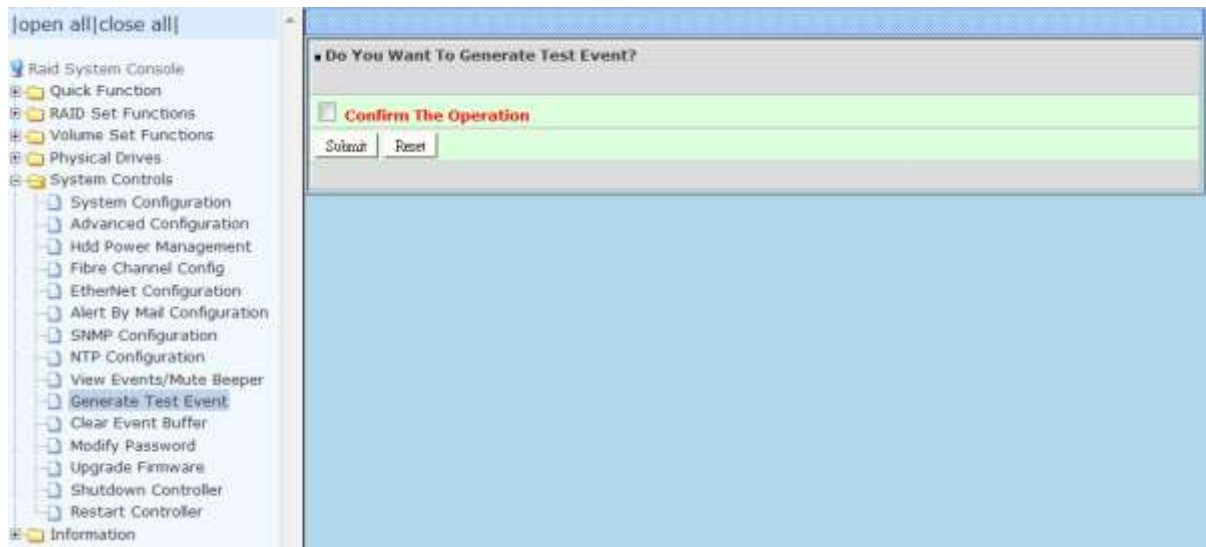 |open all|close all|
Raid System Console
Quick Function
RAID Set Functions
Volume Set Functions
Physical Drives
System Controls
System Configuration
Advanced Configuration
Hdd Power Management
Fibre Channel Config
EtherNet Configuration
Alert By Mail Configuration
SNMP Configuration
NTP Configuration
View Events/Mute Beeper
Generate Test Event
Clear Event Buffer
Modify Password
Upgrade Firmware
Shutdown Controller
Restart Controller
Information
Do You Want To Generate Test Event?
Confirm The Operation
Submit Reset